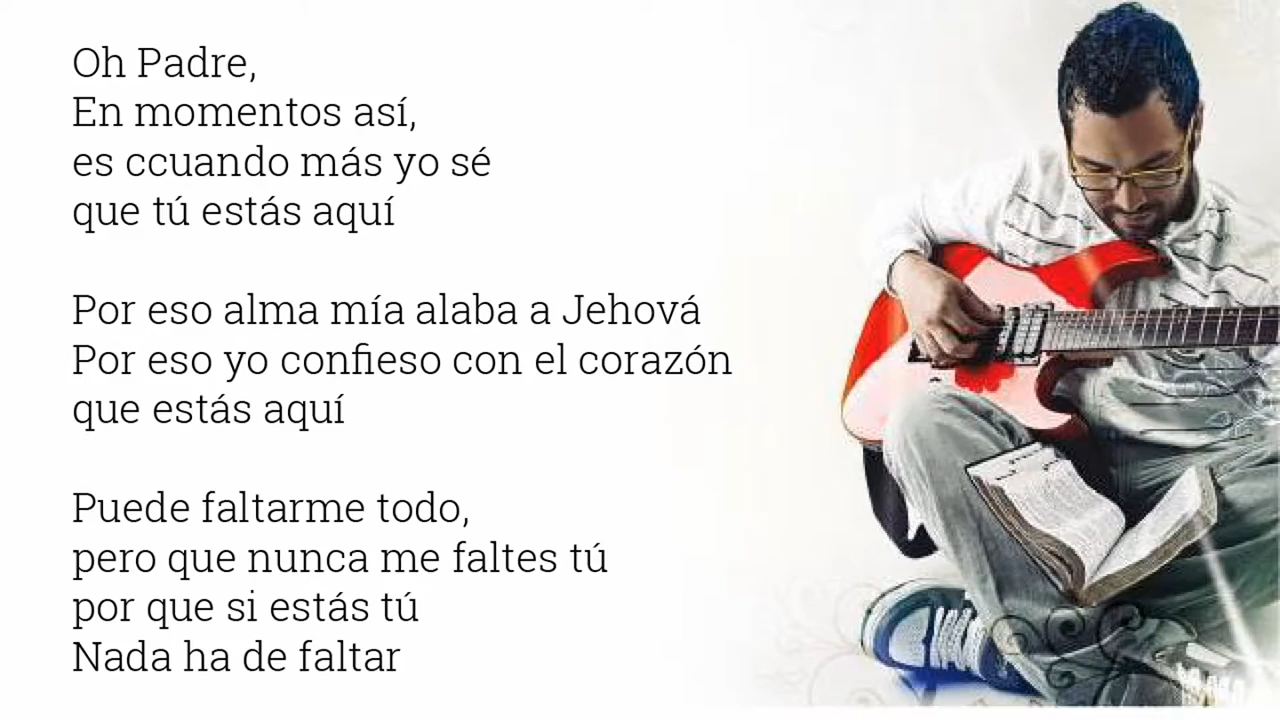 Oh Padre,
En momentos así,
es ccuando más yo sé
que tú estás aquí
Por eso alma mía alaba a Jehová
Por eso yo confieso con el corazón
que estás aquí
Puede faltarme todo,
pero que nunca me faltes tú
por que si estás tú
Nada ha de faltar